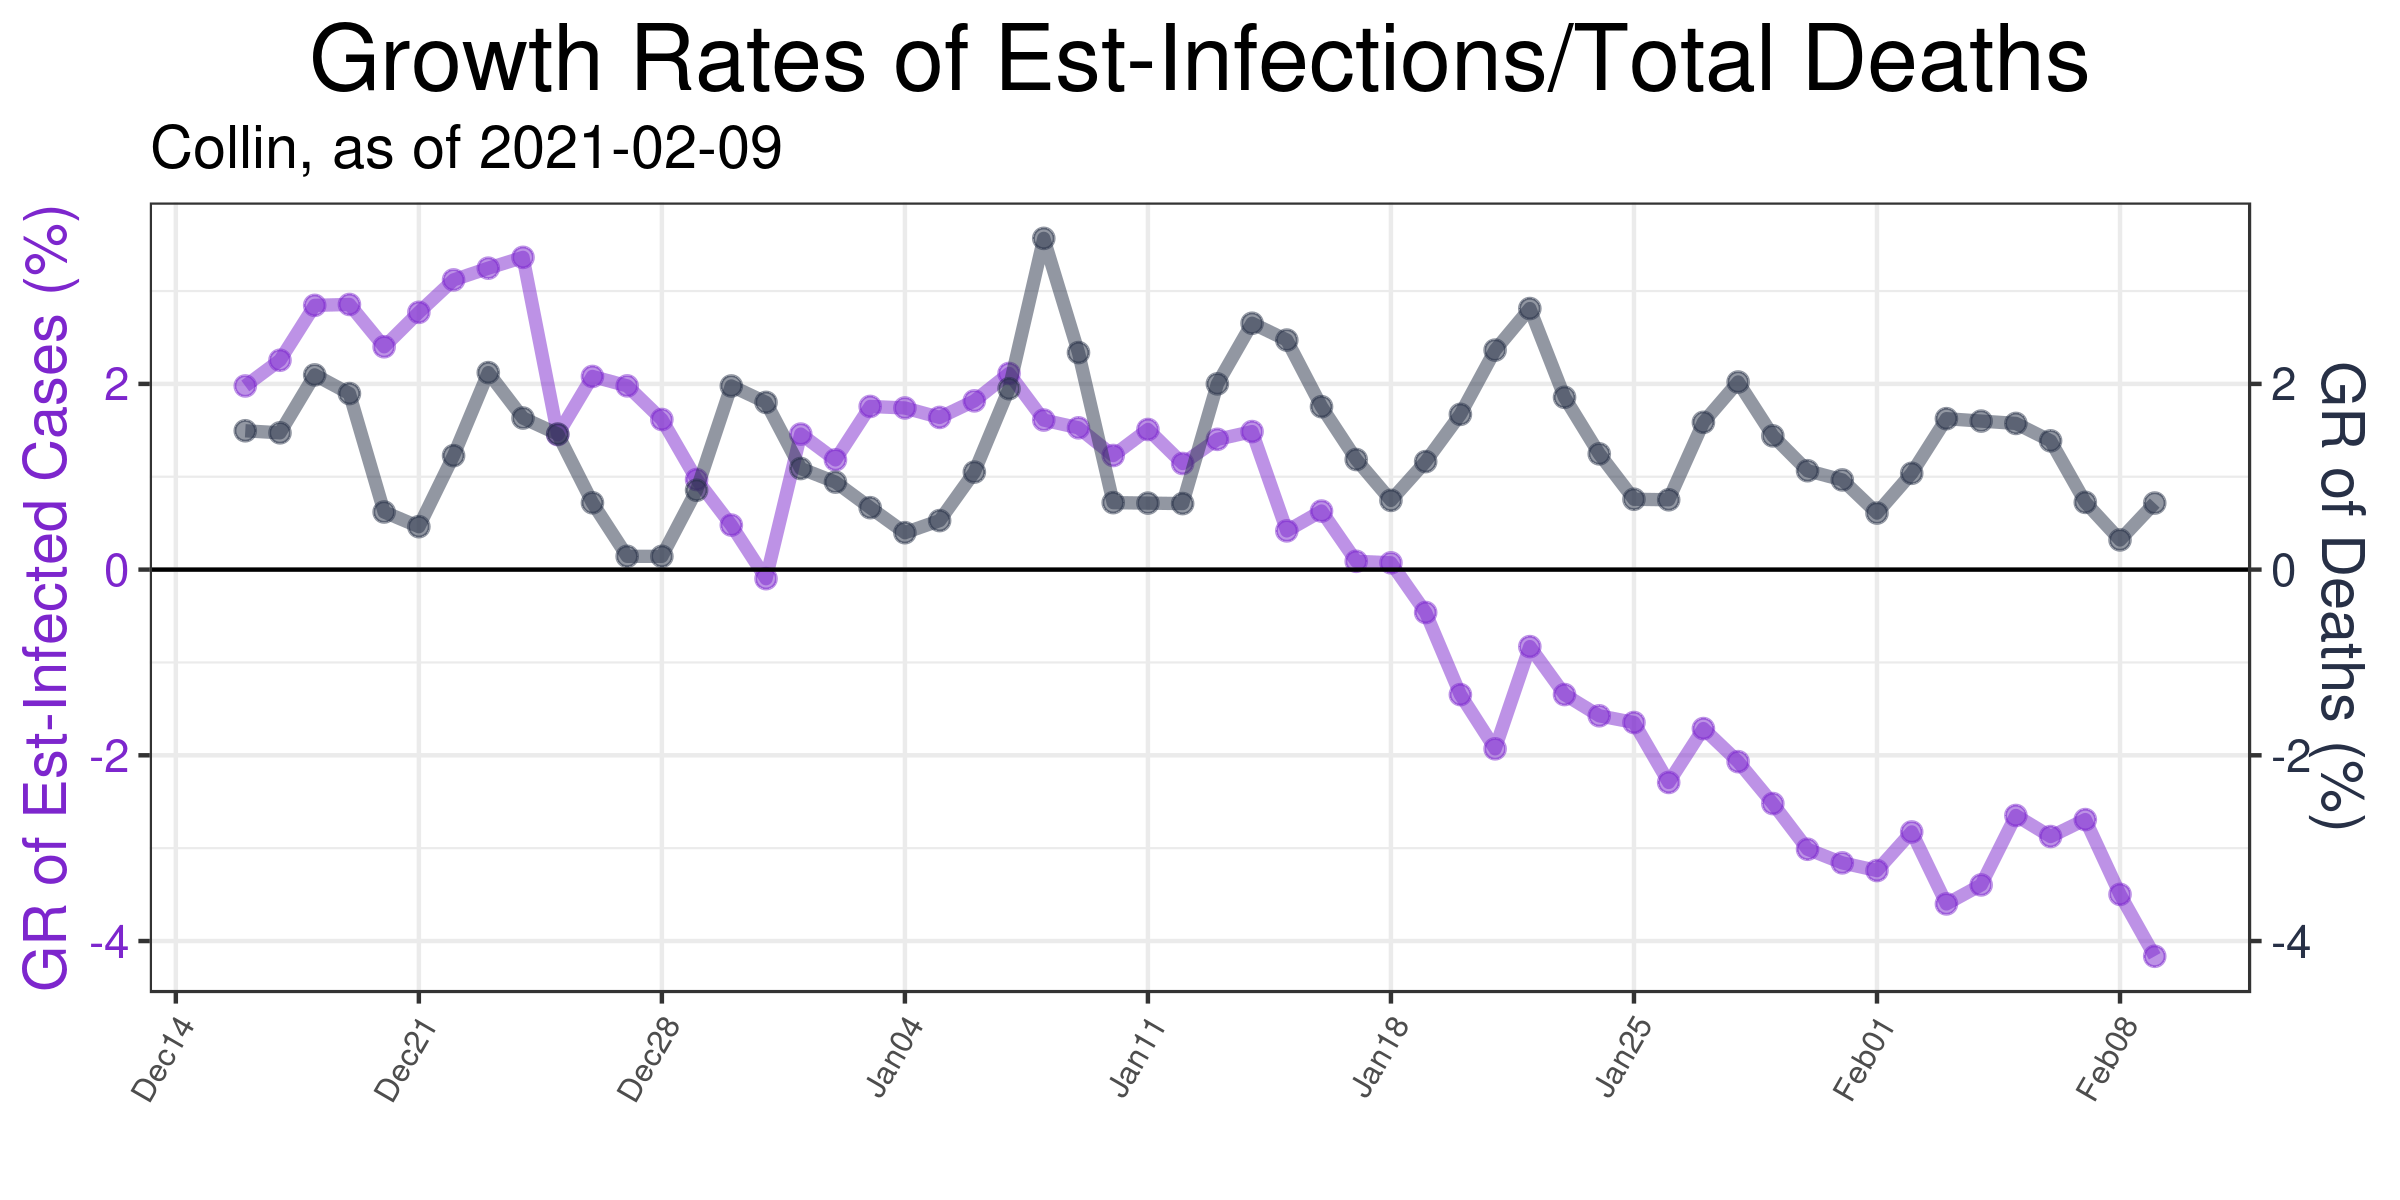 Growth Rates of Est-Infections/Total Deaths
Collin, as of 2021-02-09
GR of Est-Infected Cases (%)
2
0
-2
-4
2
0
-2
-4
GR of Deaths (%)
Dec14
Dec21
Dec28
Jan04
Jan11
Jan18
Jan25
Feb01
Feb08